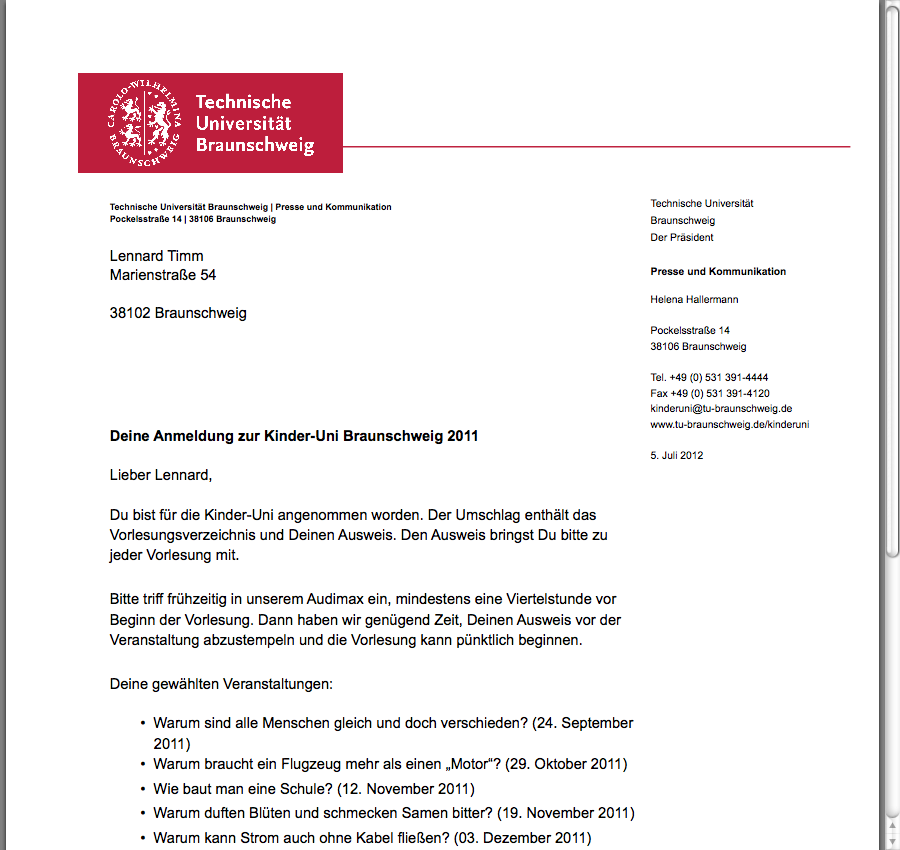 CAROLO-WILHELMINA
BRAUNSCHWEIG
Technische
Universität
Braunschweig
Technische Universität Braunschweig | Presse und Kommunikation
Pockelsstraße 14 | 38106 Braunschweig
Lennard Timm
Marienstraße 54
38102 Braunschweig
Technische Universität
Braunschweig
Der Präsident
Presse und Kommunikation
Helena Hallermann
Pockelsstraße 14
38106 Braunschweig
Tel. +49 (0) 531 391-4444
Fax +49 (0) 531 391-4120
kinderuni@tu-braunschweig.de
www.tu-braunschweig.de/kinderuni
5. Juli 2012
Deine Anmeldung zur Kinder-Uni Braunschweig 2011
Lieber Lennard,
Du bist für die Kinder-Uni angenommen worden. Der Umschlag enthält das
Vorlesungsverzeichnis und Deinen Ausweis. Den Ausweis bringst Du bitte zu
jeder Vorlesung mit.
Bitte triff frühzeitig in unserem Audimax ein, mindestens eine Viertelstunde vor
Beginn der Vorlesung. Dann haben wir genügend Zeit, Deinen Ausweis vor der
Veranstaltung abzustempeln und die Vorlesung kann pünktlich beginnen.
Deine gewählten Veranstaltungen:
• Warum sind alle Menschen gleich und doch verschieden? (24. September
2011)
• Warum braucht ein Flugzeug mehr als einen „Motor“? (29. Oktober 2011)
• Wie baut man eine Schule? (12. November 2011)
• Warum duften Blüten und schmecken Samen bitter? (19. November 2011)
• Warum kann Strom auch ohne Kabel fließen? (03. Dezember 2011)